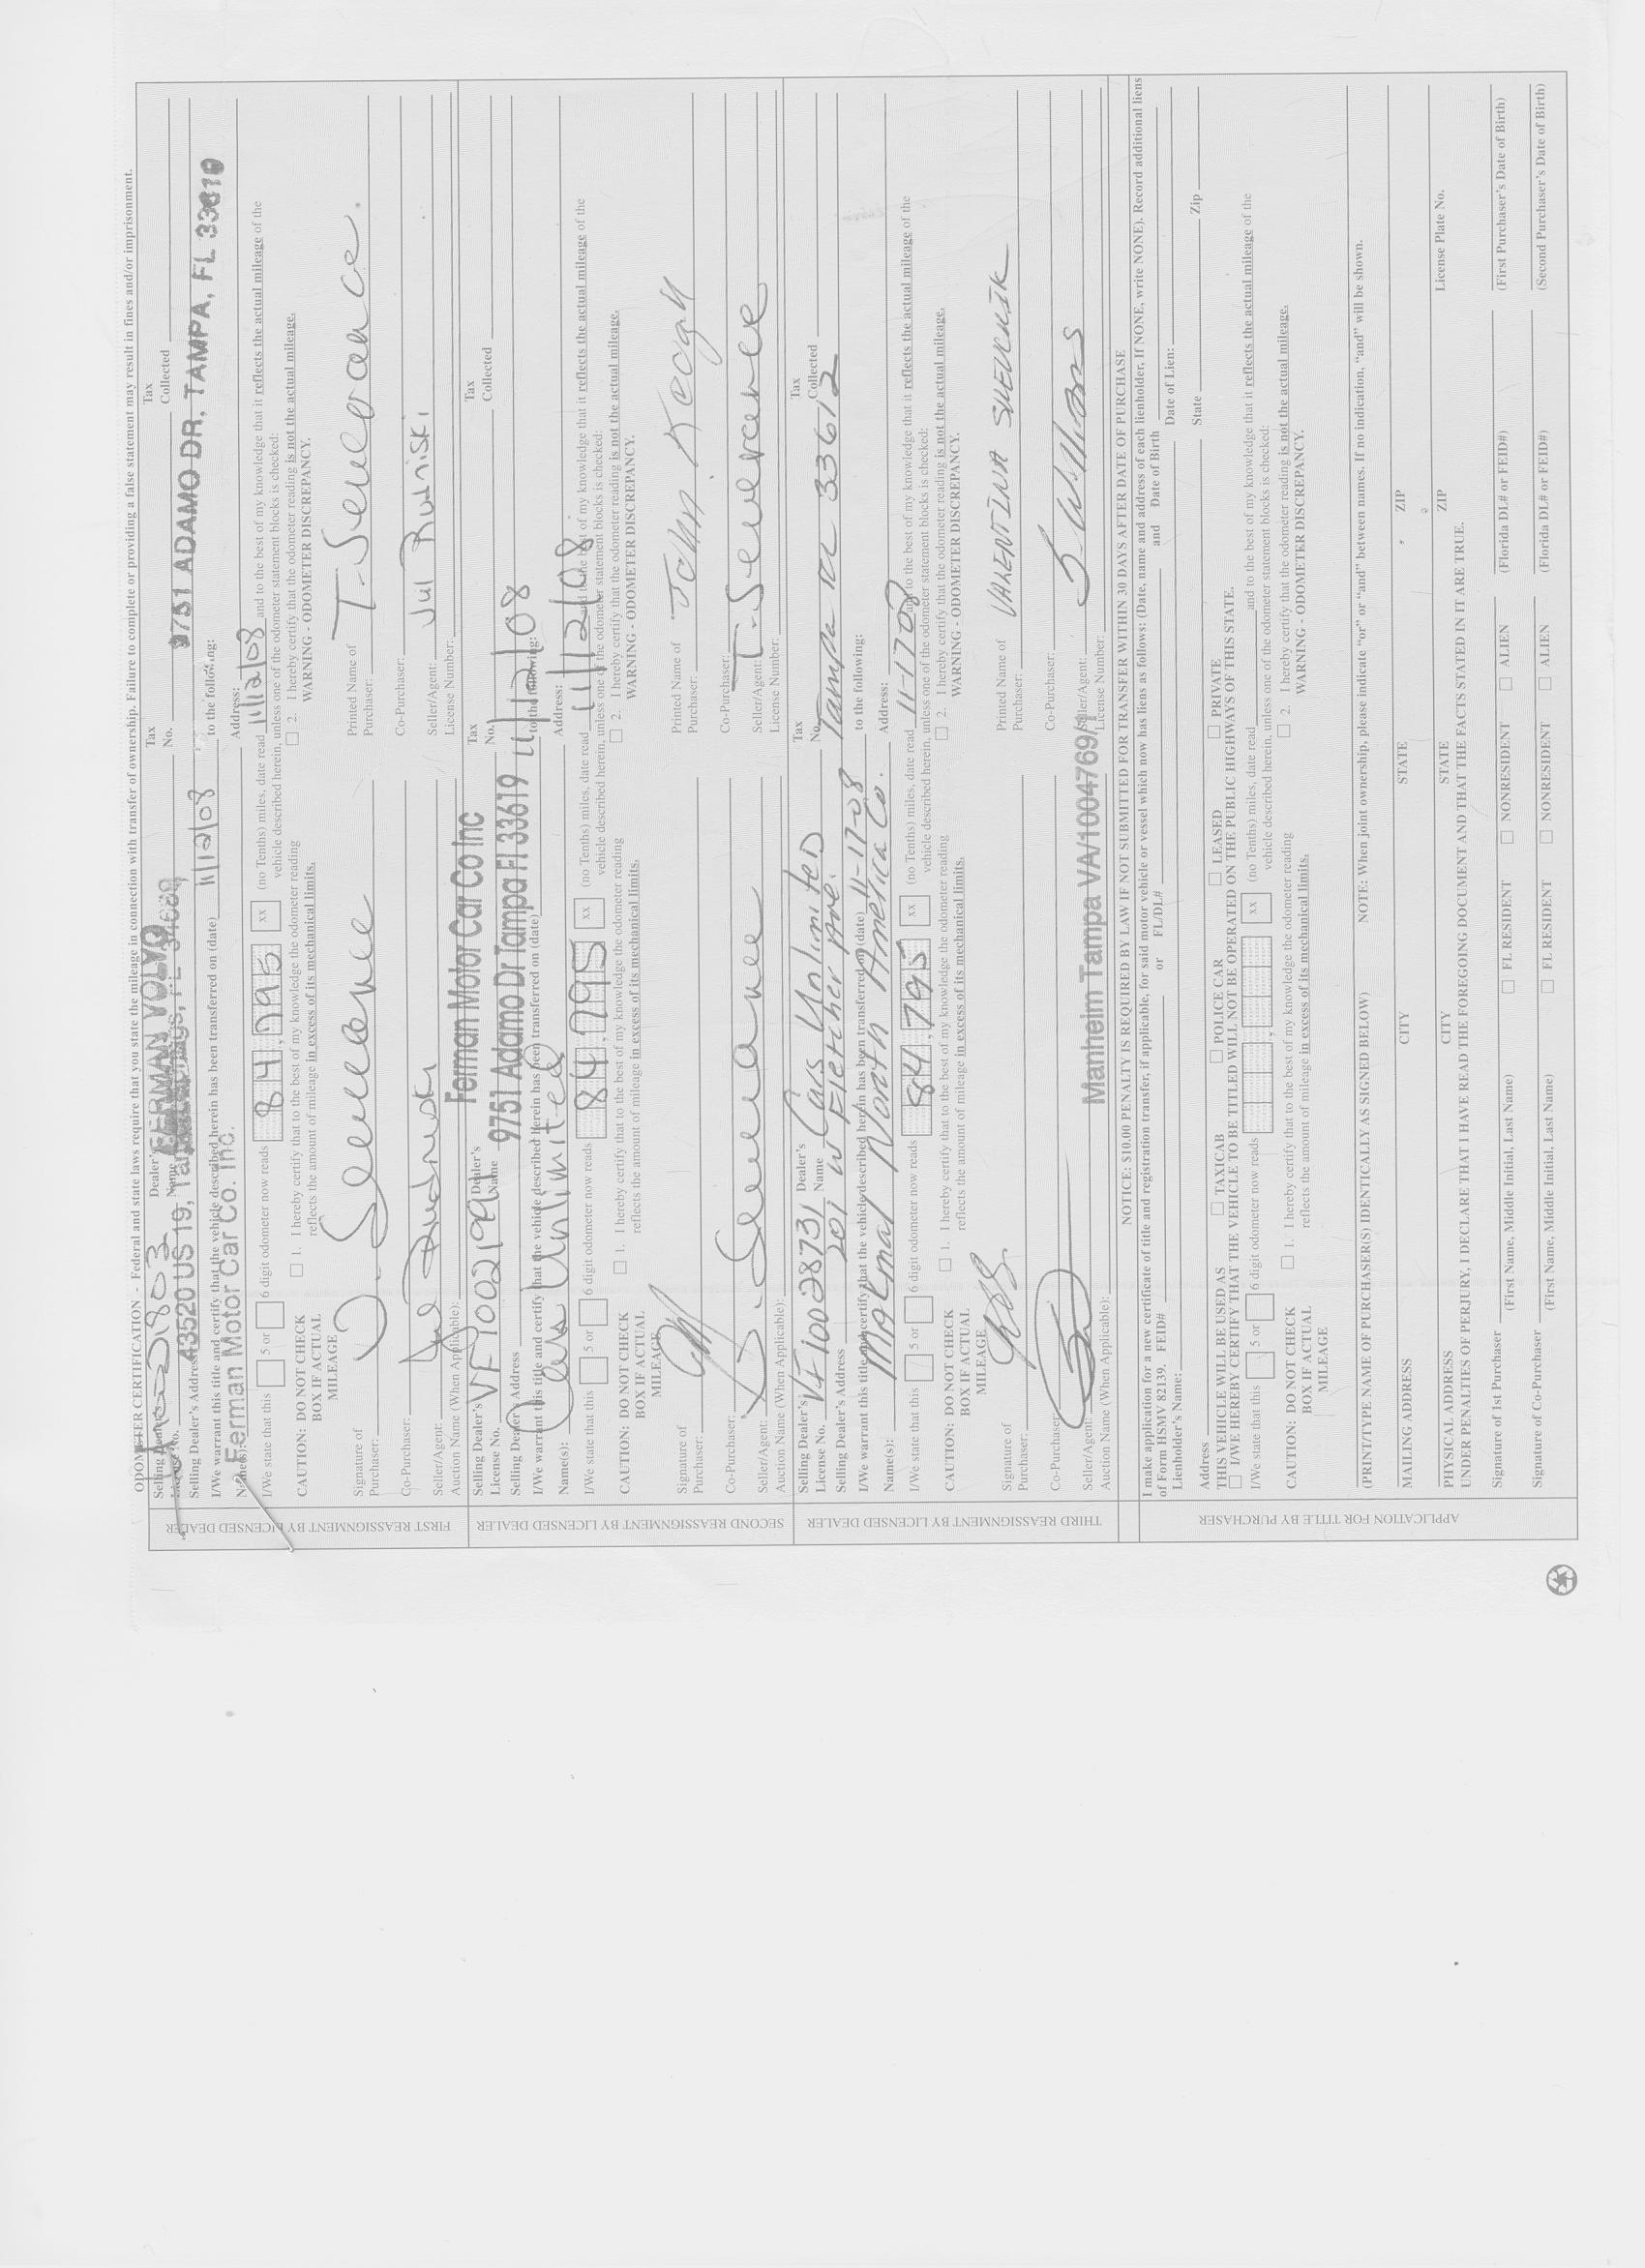 ODOMETER CERTIFICATION - Federal and state laws require that you state the mileage in connection with transfer of ownership. Failure to complete or providing a false statement may result in fines and/or imprisonment.
FIRST REASSIGNMENT BY LICENSED DEALER
Selling Dealer's License No. Dealer's Name FERMAN VOLVO Tax No. Tax Collected
Selling Dealer's Address 43520 US 19, 9751 ADAMO DR, TAMPA, FL
I/We warrant this title and certify that the vehicle described herein has been transferred on (date) 11/12/08 to the following:
Name(s): Ferman Motor Car Co. Inc. Address:
I/We state that this 5 or 6 digit odometer now reads 84,795 xx (no Tenths) miles, date read 11/12/08 and to the best of my knowledge that it reflects the actual mileage of the
vehicle described herein, unless one of the odometer statement blocks is checked:
CAUTION: DO NOT CHECK BOX IF ACTUAL MILEAGE
1. I hereby certify that to the best of my knowledge the odometer reading reflects the amount of mileage in excess of its mechanical limits.
2. I hereby certify that the odometer reading is not the actual mileage.
WARNING - ODOMETER DISCREPANCY.
Signature of Purchaser: Printed Name of Purchaser: T. Severance
Co-Purchaser: Co-Purchaser:
Seller/Agent: Seller/Agent: Jul Rudniski
Auction Name (When Applicable): License Number:
SECOND REASSIGNMENT BY LICENSED DEALER
Selling Dealer's License No. VF10021991 Dealer's Name Ferman Motor Car Co Inc Tax No. Tax Collected
Selling Dealer Address 9751 Adamo Dr Tampa Fl 33619
I/We warrant this title and certify that the vehicle described herein has been transferred on (date) 11/12/08 to the following:
Name(s): Cars Unlimited Address:
I/We state that this 5 or 6 digit odometer now reads 84,795 xx (no Tenths) miles, date read 11/12/08 and to the best of my knowledge that it reflects the actual mileage of the
vehicle described herein, unless one of the odometer statement blocks is checked:
CAUTION: DO NOT CHECK BOX IF ACTUAL MILEAGE
1. I hereby certify that to the best of my knowledge the odometer reading reflects the amount of mileage in excess of its mechanical limits.
2. I hereby certify that the odometer reading is not the actual mileage.
WARNING - ODOMETER DISCREPANCY.
Signature of Purchaser: Printed Name of Purchaser: John Keogh
Co-Purchaser: Co-Purchaser:
Seller/Agent: Seller/Agent: T. Severance
Auction Name (When Applicable): License Number:
THIRD REASSIGNMENT BY LICENSED DEALER
Selling Dealer's License No. VF10028731 Dealer's Name Cars Unlimited Tax No. Tax Collected
Selling Dealer's Address 201 W Fletcher Ave. Tampa 33612
I/We warrant this title and certify that the vehicle described herein has been transferred on (date) 11-17-08 to the following:
Name(s): Makmal North America Co. Address:
I/We state that this 5 or 6 digit odometer now reads 84,795 xx (no Tenths) miles, date read 11-17-08 and to the best of my knowledge that it reflects the actual mileage of the
vehicle described herein, unless one of the odometer statement blocks is checked:
CAUTION: DO NOT CHECK BOX IF ACTUAL MILEAGE
1. I hereby certify that to the best of my knowledge the odometer reading reflects the amount of mileage in excess of its mechanical limits.
2. I hereby certify that the odometer reading is not the actual mileage.
WARNING - ODOMETER DISCREPANCY.
Signature of Purchaser: Printed Name of Purchaser:
Co-Purchaser: Co-Purchaser:
Seller/Agent: Seller/Agent: S. Williams
Auction Name (When Applicable): Manheim Tampa VA/1004769/1 License Number:
NOTICE: $10.00 PENALTY IS REQUIRED BY LAW IF NOT SUBMITTED FOR TRANSFER WITHIN 30 DAYS AFTER DATE OF PURCHASE
APPLICATION FOR TITLE BY PURCHASER
I make application for a new certificate of title and registration transfer, if applicable, for said motor vehicle or vessel which now has liens as follows: (Date, name and address of each lienholder, If NONE, write NONE). Record additional liens
of Form HSMV 82139. FEID# or FL/DL# and Date of Birth
Lienholder's Name: Date of Lien:
Address State Zip
THIS VEHICLE WILL BE USED AS TAXICAB POLICE CAR LEASED PRIVATE
I/WE HEREBY CERTIFY THAT THE VEHICLE TO BE TITLED WILL NOT BE OPERATED ON THE PUBLIC HIGHWAYS OF THIS STATE.
I/We state that this 5 or 6 digit odometer now reads xx (no Tenths) miles, date read and to the best of my knowledge that it reflects the actual mileage of the
vehicle described herein, unless one of the odometer statement blocks is checked:
CAUTION: DO NOT CHECK BOX IF ACTUAL MILEAGE
1. I hereby certify that to the best of my knowledge the odometer reading reflects the amount of mileage in excess of its mechanical limits.
2. I hereby certify that the odometer reading is not the actual mileage.
WARNING - ODOMETER DISCREPANCY.
(PRINT/TYPE NAME OF PURCHASER(S) IDENTICALLY AS SIGNED BELOW) NOTE: When joint ownership, please indicate "or" or "and" between names. If no indication, "and" will be shown.
MAILING ADDRESS CITY STATE ZIP
PHYSICAL ADDRESS CITY STATE ZIP License Plate No.
UNDER PENALTIES OF PERJURY, I DECLARE THAT I HAVE READ THE FOREGOING DOCUMENT AND THAT THE FACTS STATED IN IT ARE TRUE.
Signature of 1st Purchaser (First Name, Middle Initial, Last Name) FL RESIDENT NONRESIDENT ALIEN (Florida DL# or FEID#) (First Purchaser's Date of Birth)
Signature of Co-Purchaser (First Name, Middle Initial, Last Name) FL RESIDENT NONRESIDENT ALIEN (Florida DL# or FEID#) (Second Purchaser's Date of Birth)